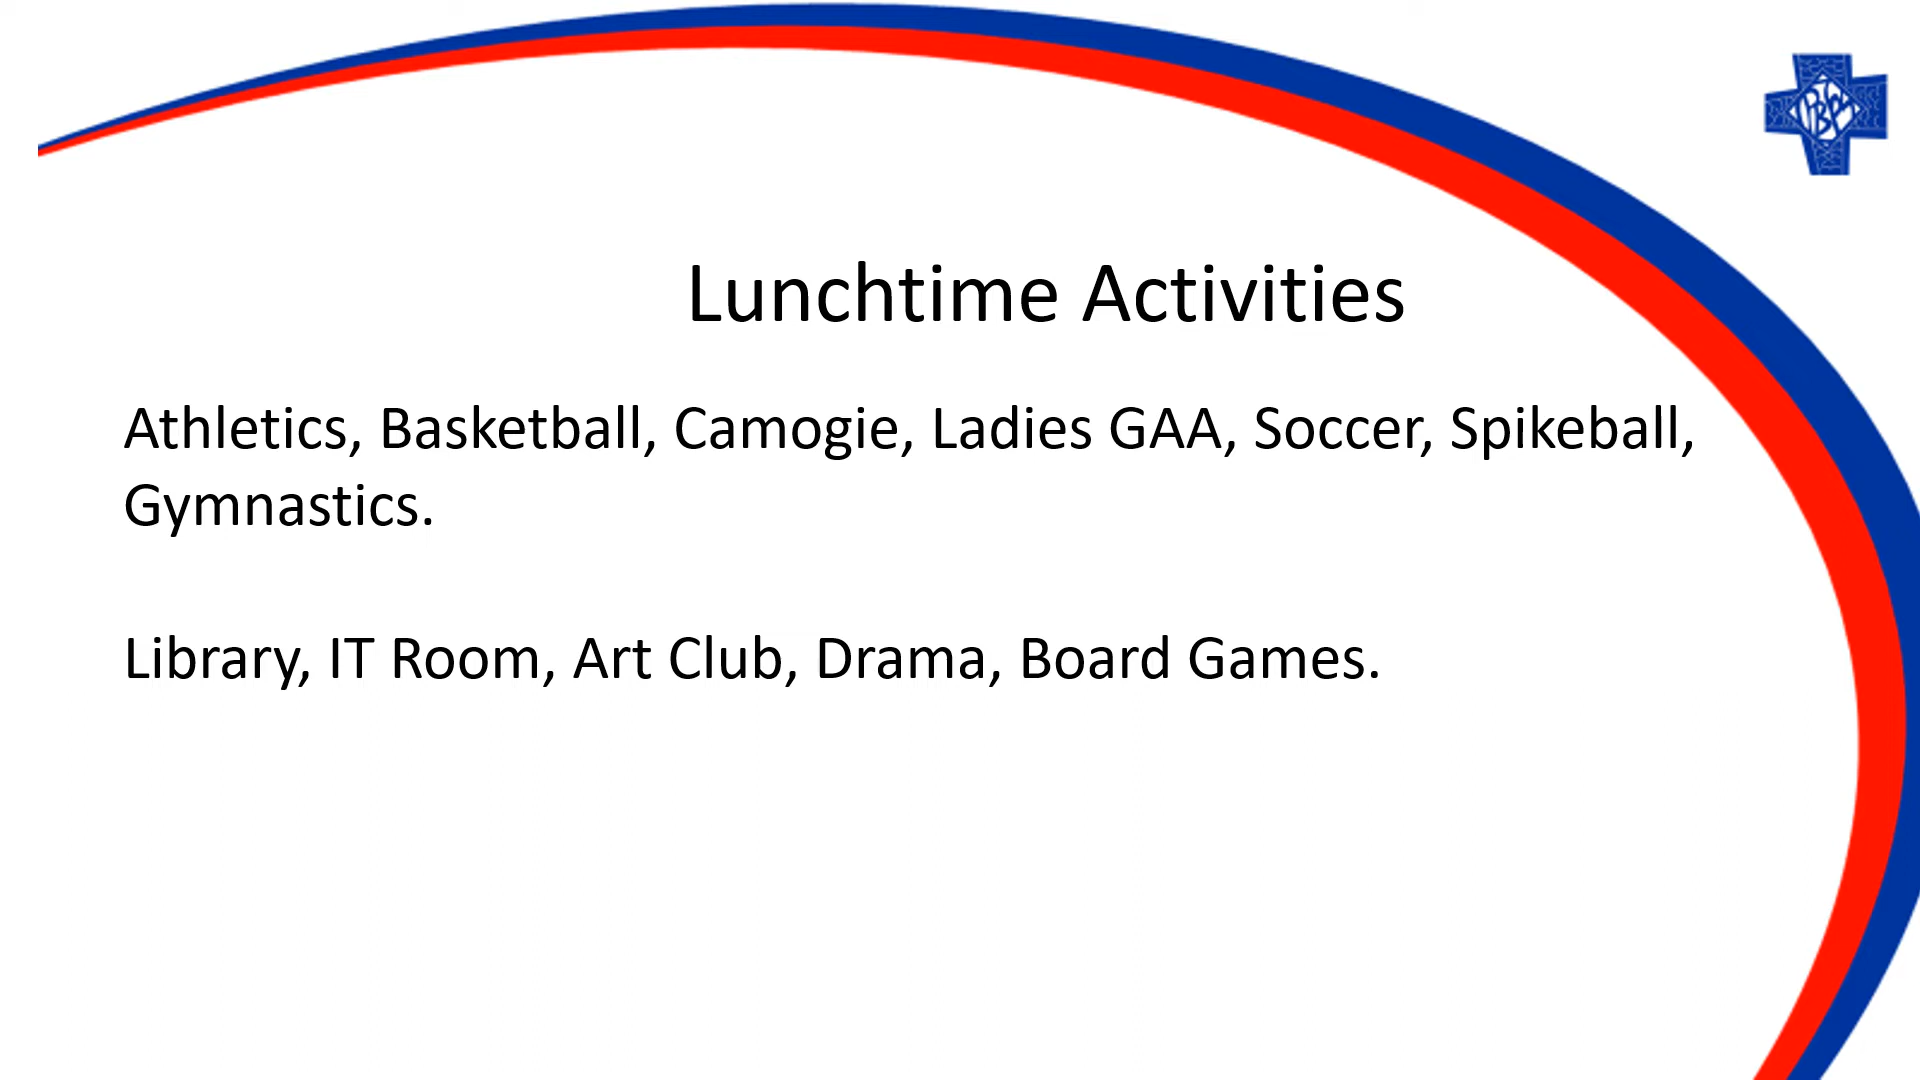 Lunchtime Activities
Athletics, Basketball, Camogie, Ladies GAA, Soccer, Spikeball,
Gymnastics.
Library, IT Room, Art Club, Drama, Board Games.